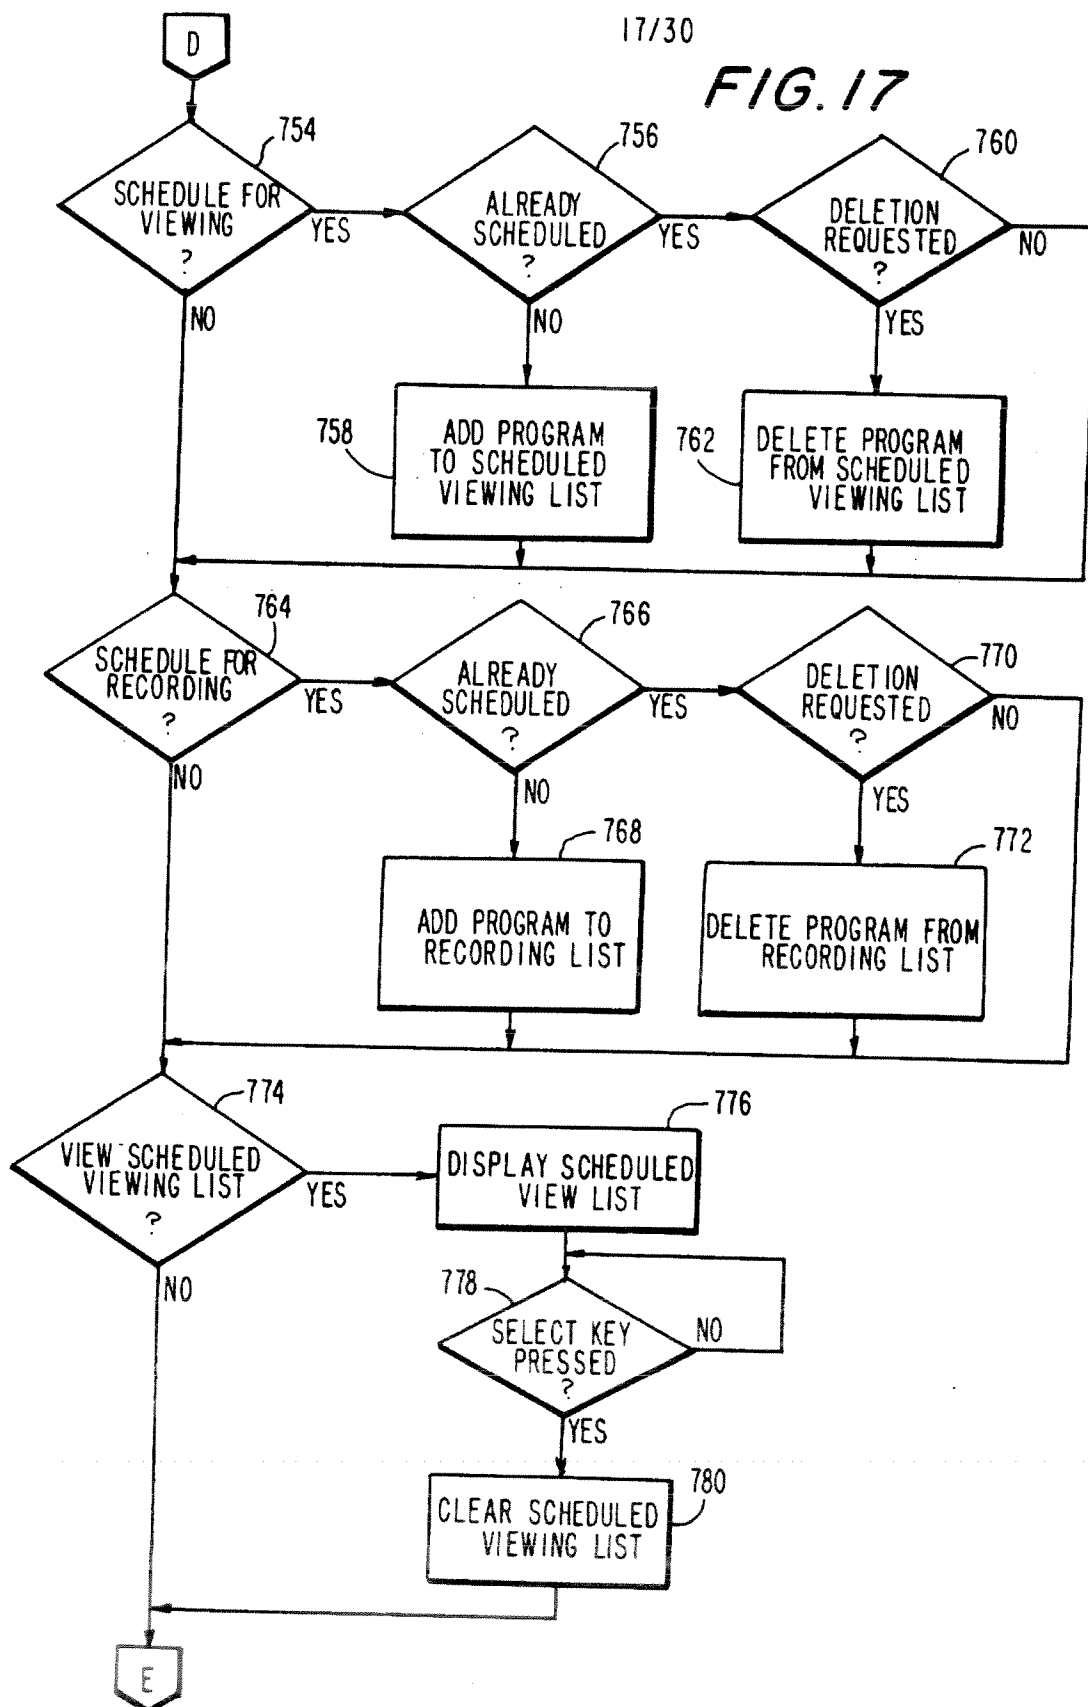 17/30
FIG. 17
D
754
SCHEDULE FOR
VIEWING
?
YES
NO
756
ALREADY
SCHEDULED
?
YES
NO
760
DELETION
REQUESTED
?
NO
YES
758
ADD PROGRAM
TO SCHEDULED
VIEWING LIST
762
DELETE PROGRAM
FROM SCHEDULED
VIEWING LIST
764
SCHEDULE FOR
RECORDING
?
YES
NO
766
ALREADY
SCHEDULED
?
YES
NO
770
DELETION
REQUESTED
?
NO
YES
768
ADD PROGRAM TO
RECORDING LIST
772
DELETE PROGRAM FROM
RECORDING LIST
774
VIEW SCHEDULED
VIEWING LIST
?
YES
NO
776
DISPLAY SCHEDULED
VIEW LIST
778
SELECT KEY
PRESSED
?
NO
YES
780
CLEAR SCHEDULED
VIEWING LIST
E